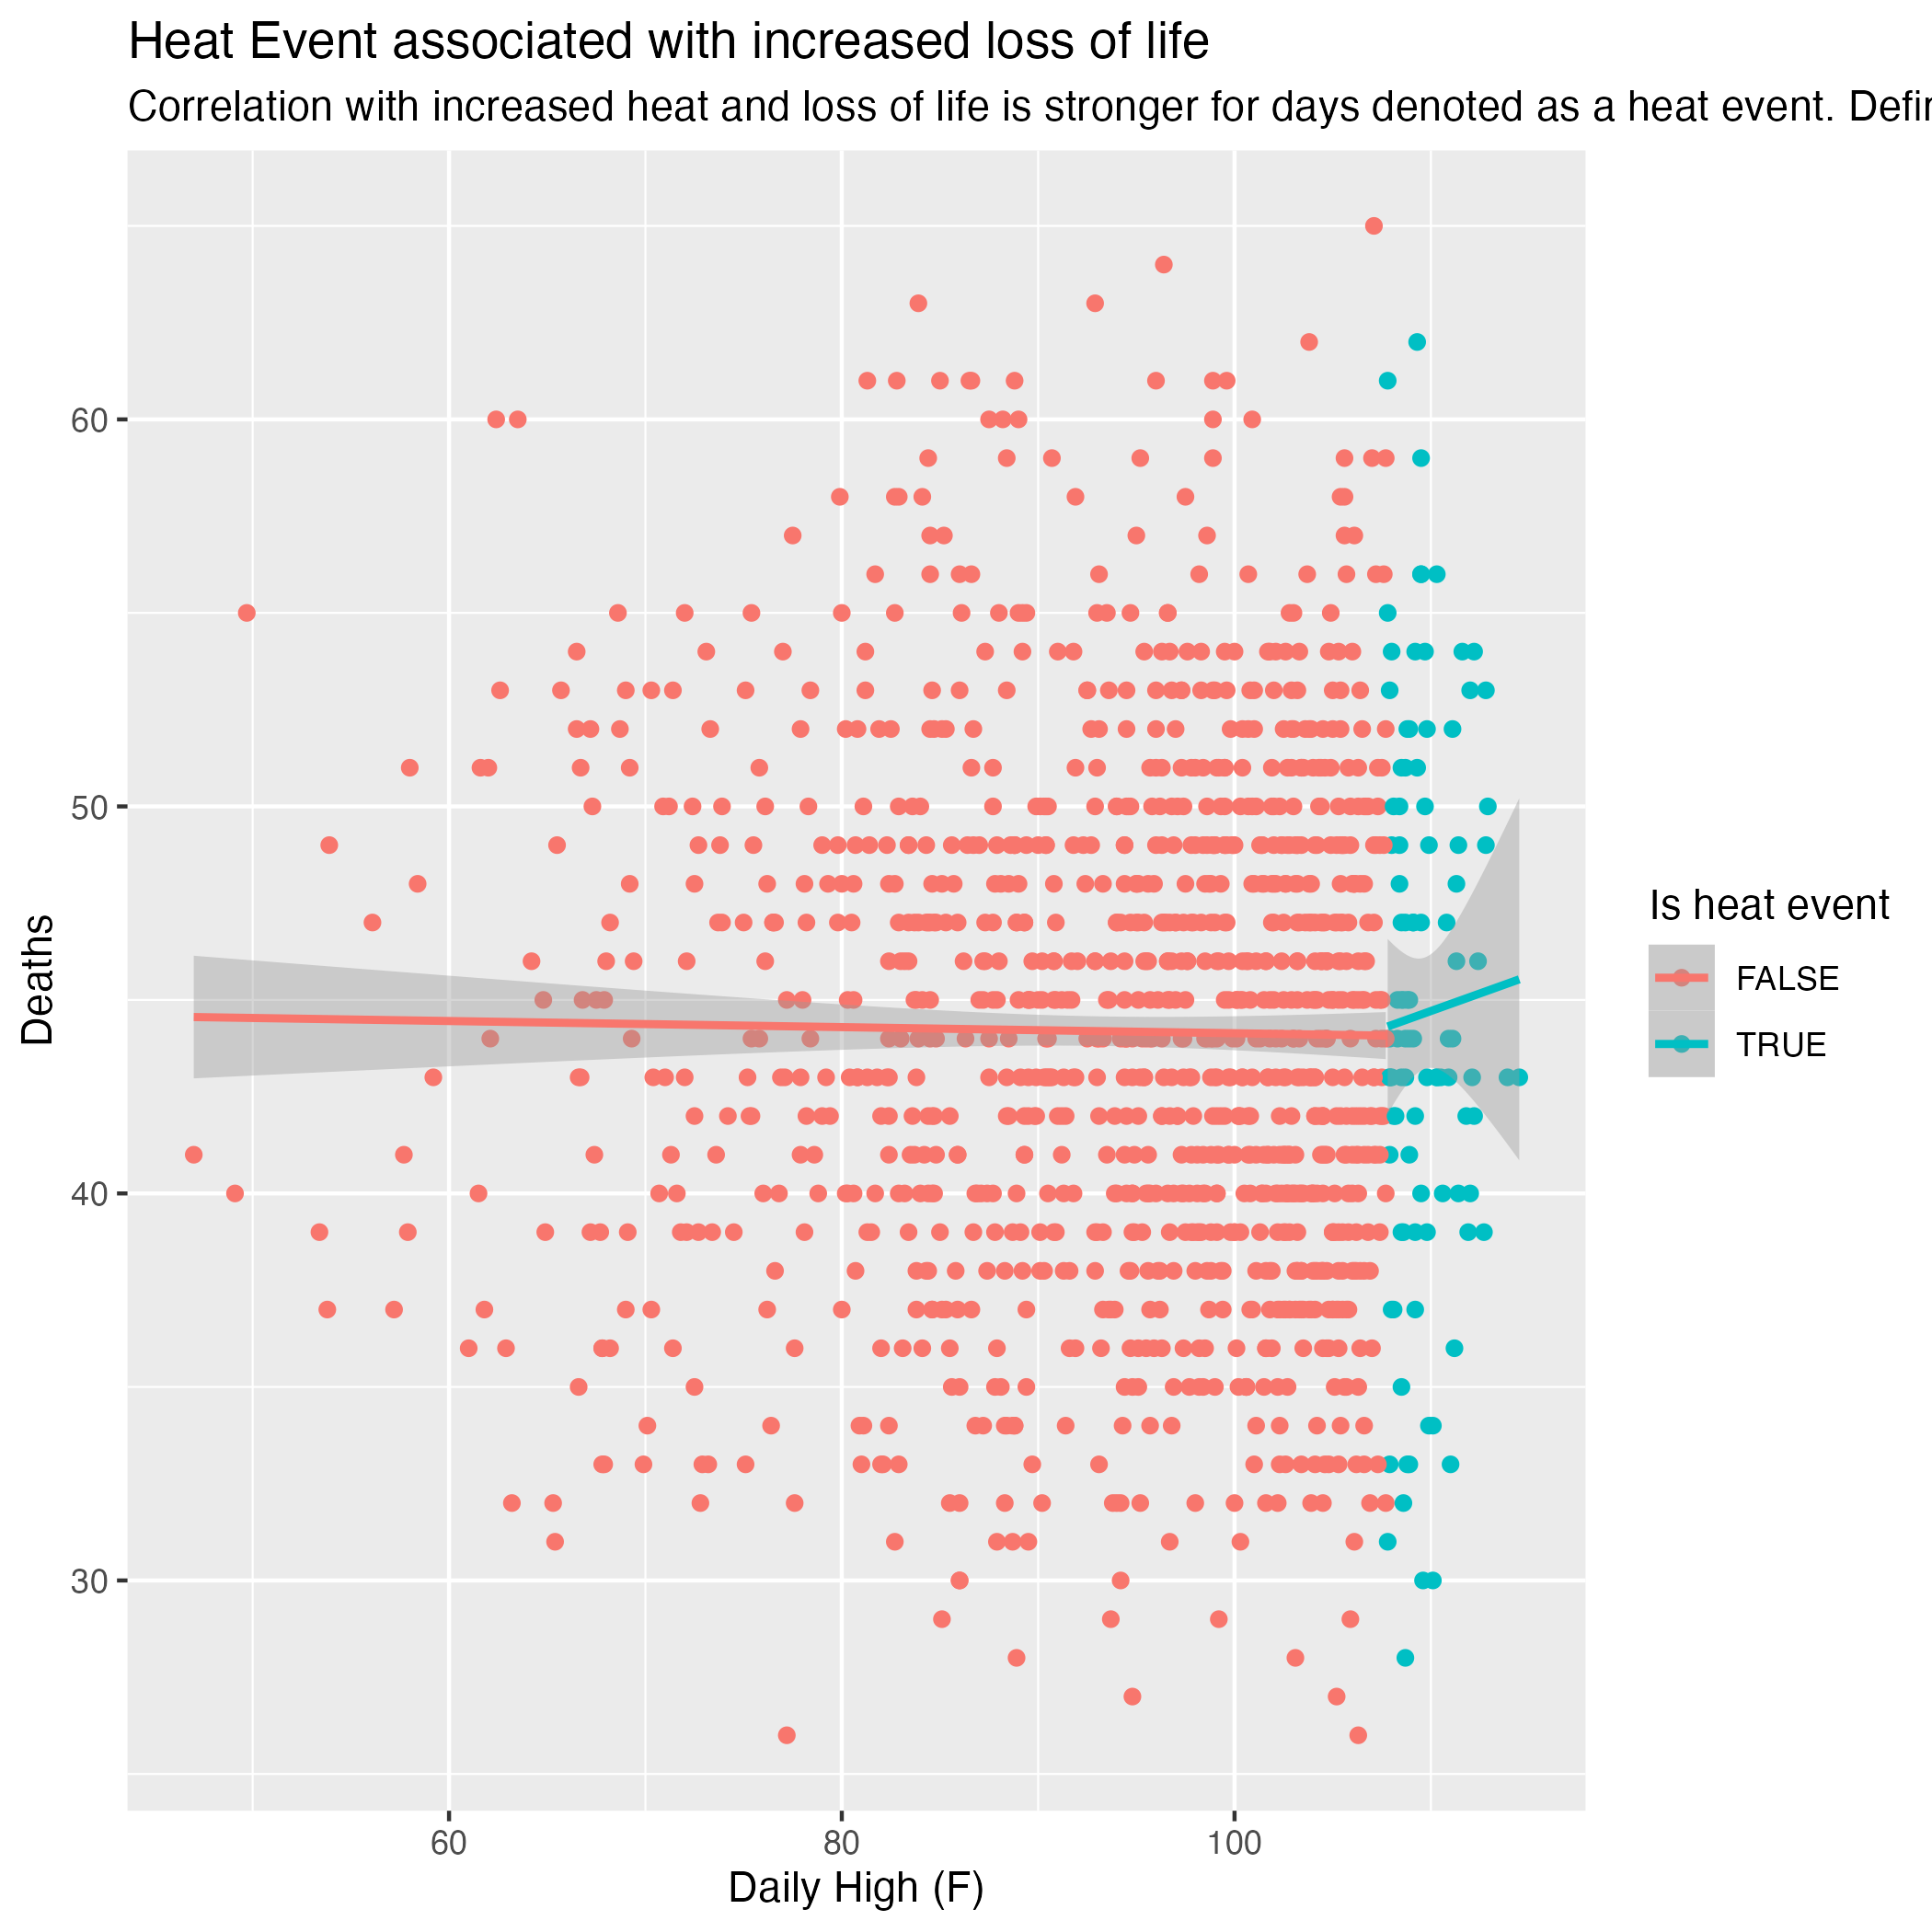 Heat Event associated with increased loss of life
Correlation with increased heat and loss of life is stronger for days denoted as a heat event.
60
50
40
30
Deaths
60
80
100
Daily High (F)
Is heat event
FALSE
TRUE